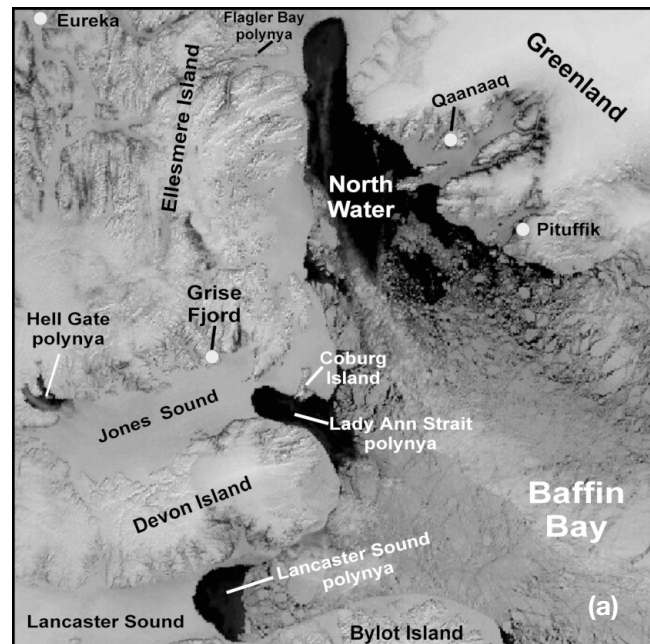 Eureka
Flagler Bay
polynya
Greenland
Ellesmere Island
Qaanaaq
North
Water
Pituffik
Grise
Fjord
Hell Gate
polynya
Coburg
Island
Jones Sound
Lady Ann Strait
polynya
Devon Island
Baffin
Bay
Lancaster Sound
polynya
(a)
Lancaster Sound
Bylot Island